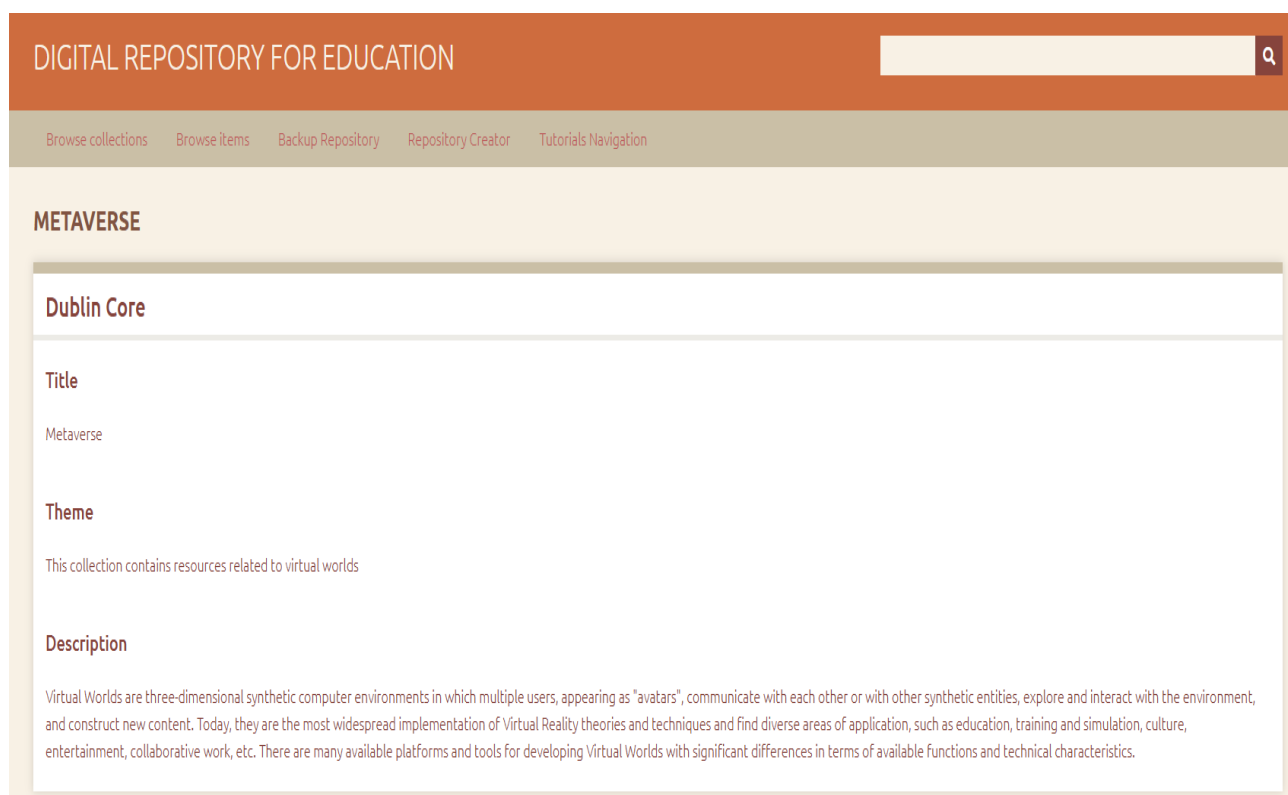 DIGITAL REPOSITORY FOR EDUCATION
Browse collections Browse items Backup Repository Repository Creator Tutorials Navigation
METAVERSE
Dublin Core
Title
Metaverse
Theme
This collection contains resources related to virtual worlds
Description
Virtual Worlds are three-dimensional synthetic computer environments in which multiple users, appearing as "avatars", communicate with each other or with other synthetic entities, explore and interact with the environment,
and construct new content. Today, they are the most widespread implementation of Virtual Reality theories and techniques and find diverse areas of application, such as education, training and simulation, culture,
entertainment, collaborative work, etc. There are many available platforms and tools for developing Virtual Worlds with significant differences in terms of available functions and technical characteristics.